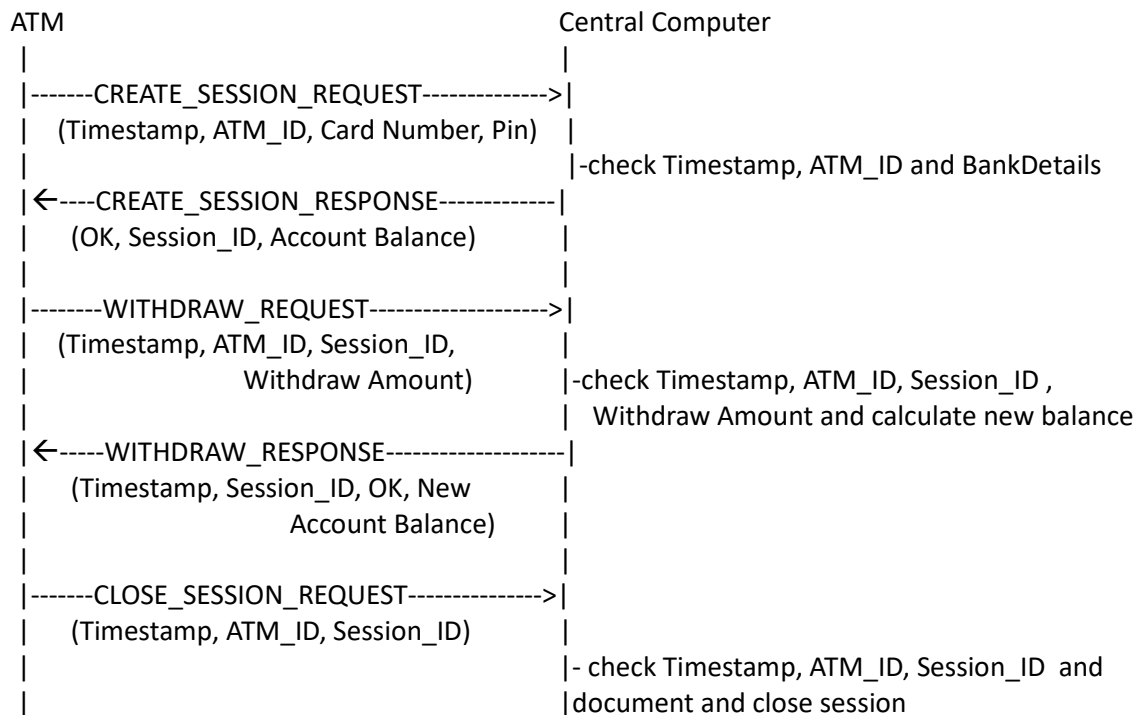 ATM Central Computer
| |
|-------CREATE_SESSION_REQUEST-------------->|
| (Timestamp, ATM_ID, Card Number, Pin) |
| |-check Timestamp, ATM_ID and BankDetails
|←----CREATE_SESSION_RESPONSE-------------|
| (OK, Session_ID, Account Balance) |
| |
|--------WITHDRAW_REQUEST-------------------->|
| (Timestamp, ATM_ID, Session_ID, |
| Withdraw Amount) |-check Timestamp, ATM_ID, Session_ID ,
| | Withdraw Amount and calculate new balance
|←-----WITHDRAW_RESPONSE--------------------|
| (Timestamp, Session_ID, OK, New |
| Account Balance) |
| |
|-------CLOSE_SESSION_REQUEST--------------->|
| (Timestamp, ATM_ID, Session_ID) |
| |- check Timestamp, ATM_ID, Session_ID and
| |document and close session